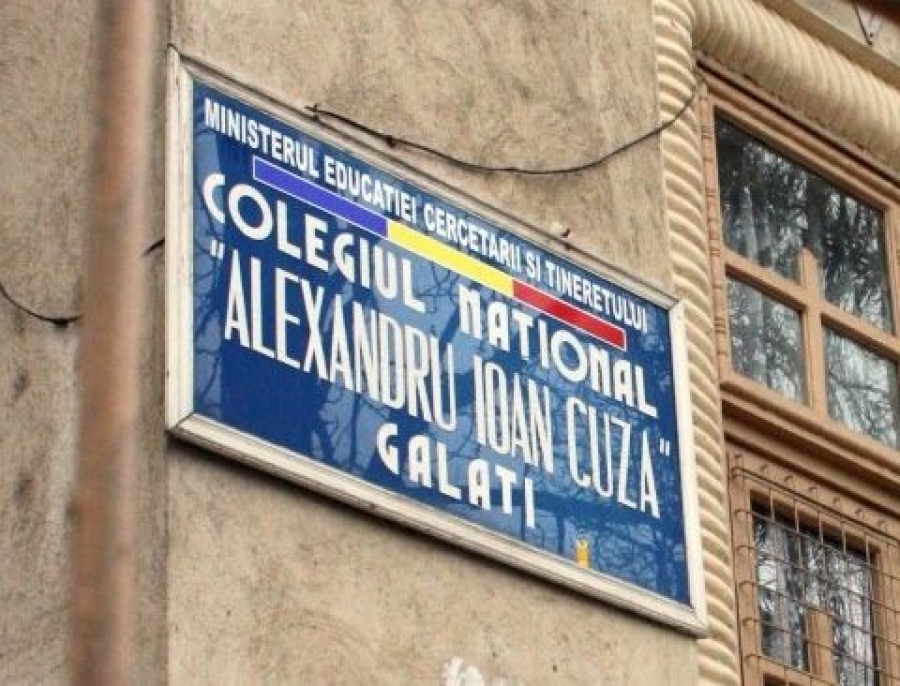 MINISTERUL EDUCATIEI CERCETARII SI TINERETULUI
COLEGIUL NATIONAL
"ALEXANDRU IOAN CUZA"
GALATI